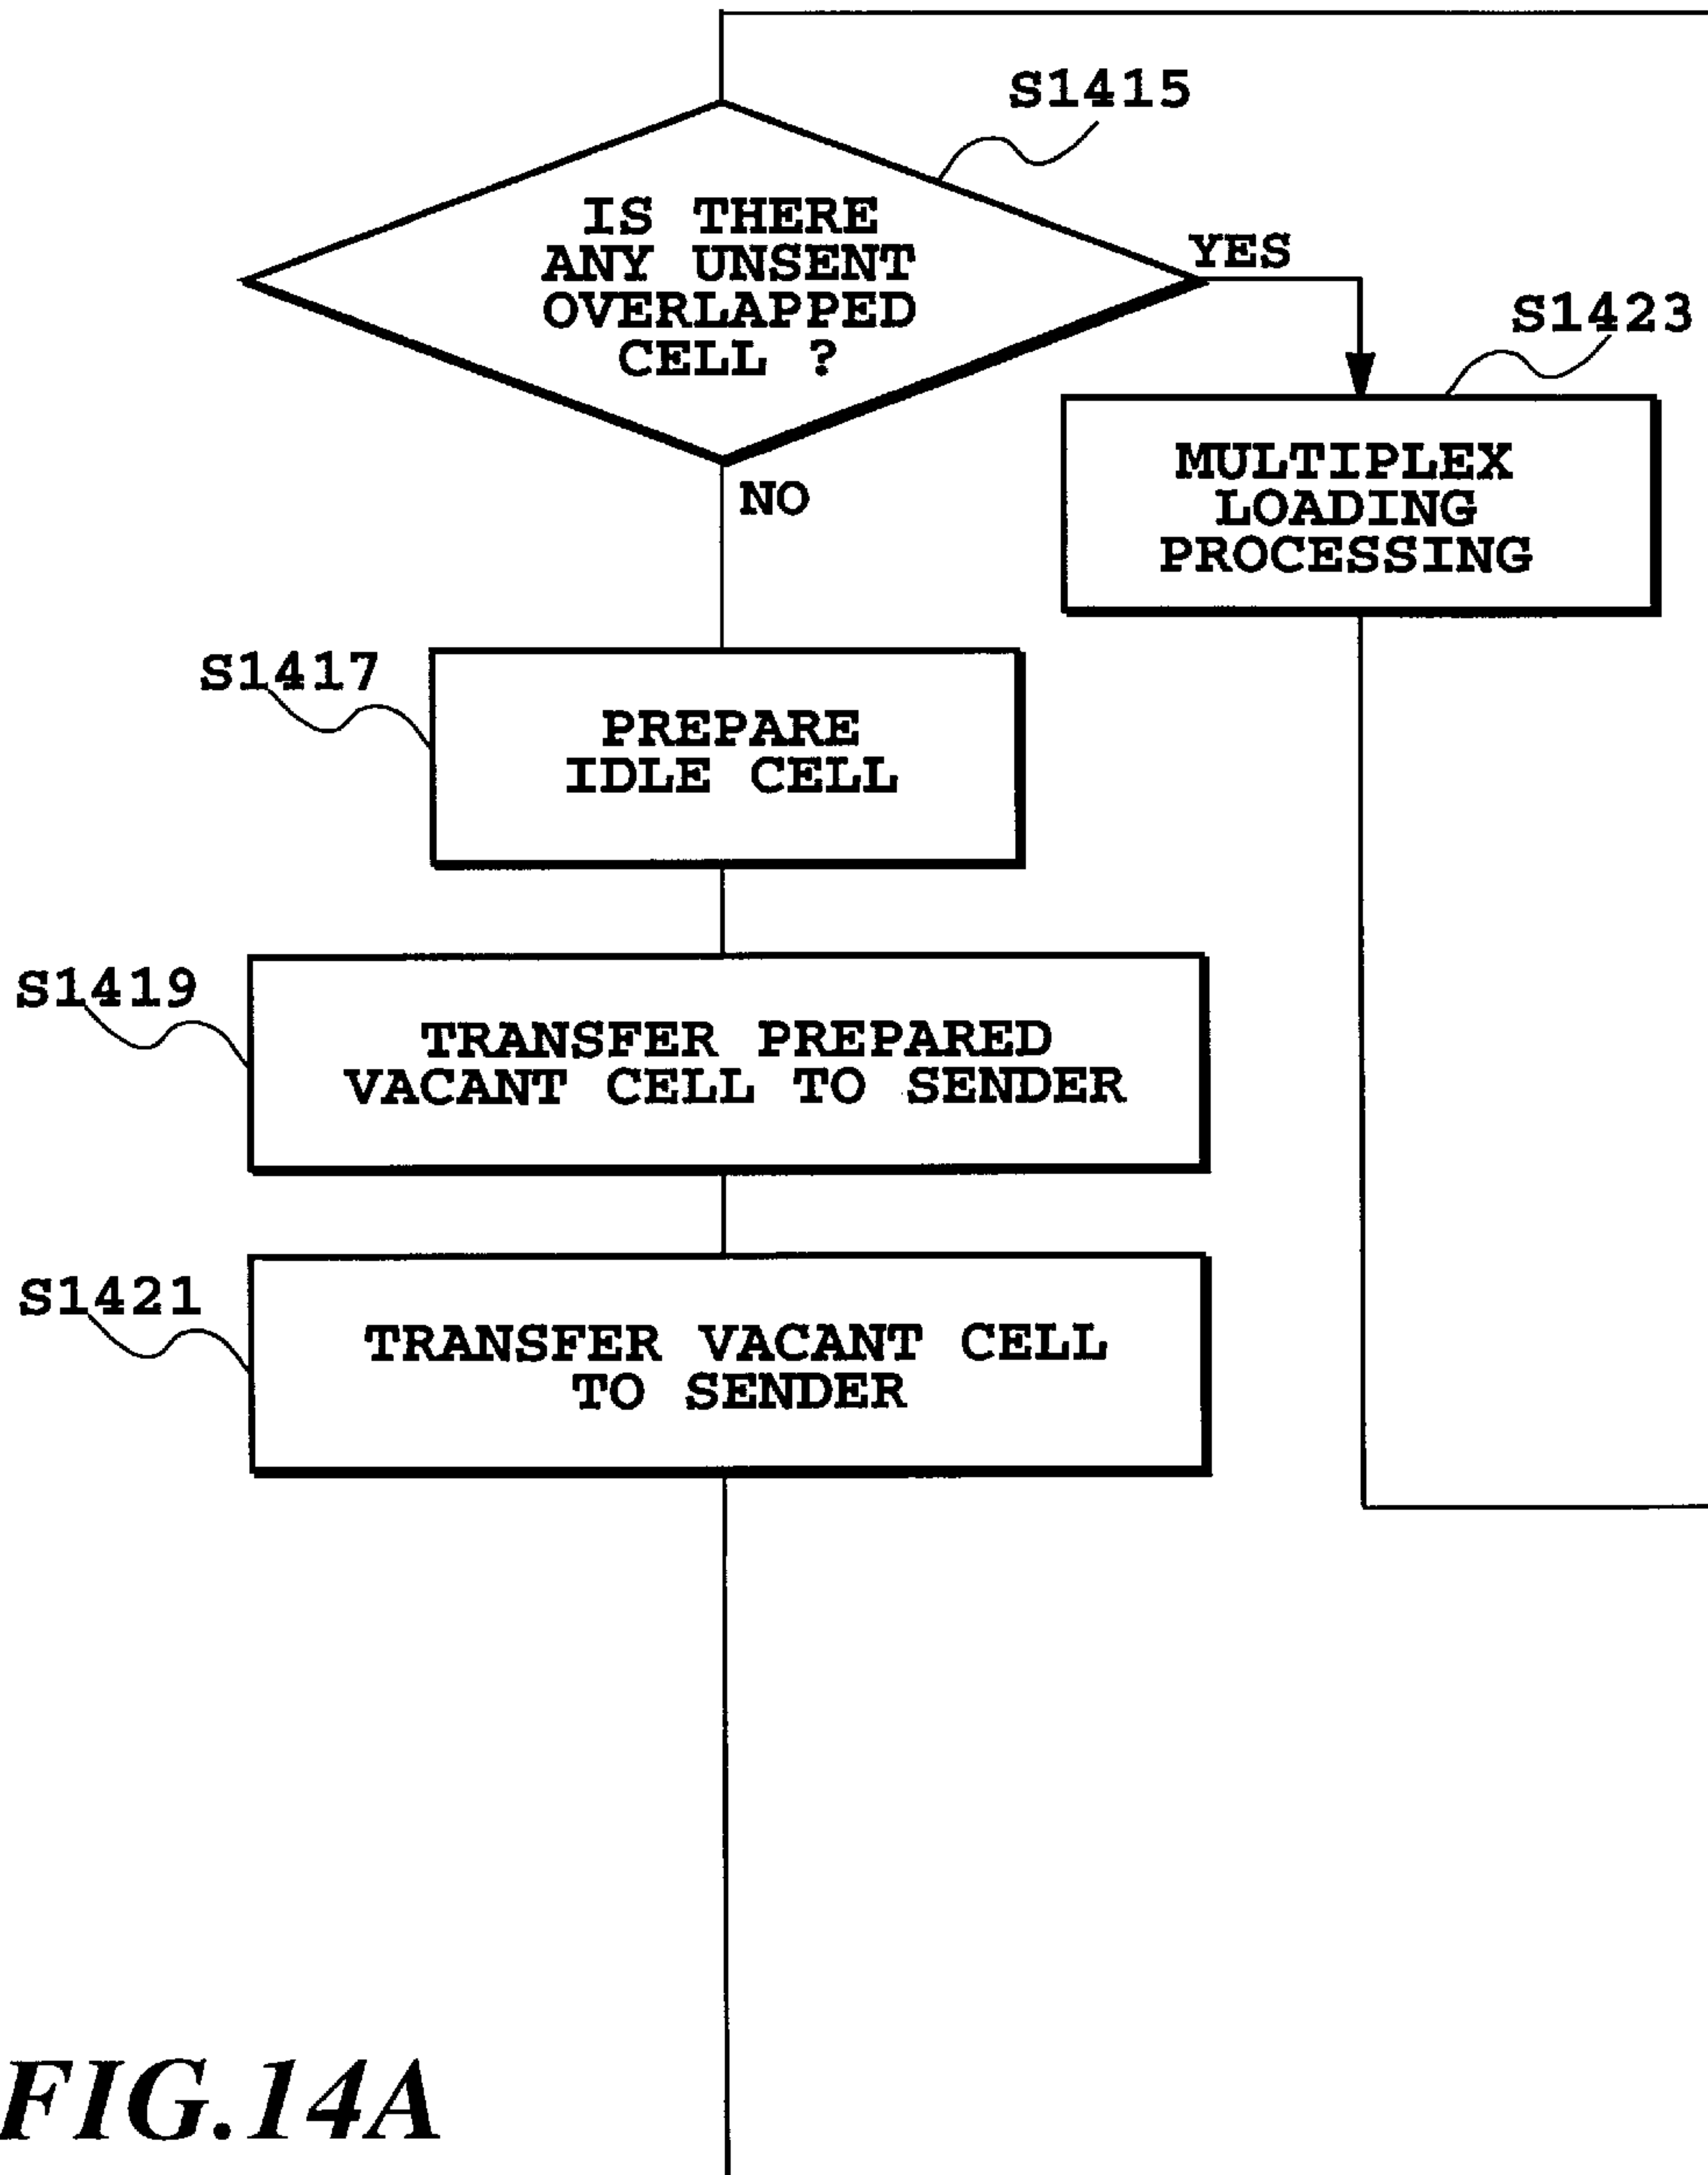 S1415
IS THERE
ANY UNSENT
OVERLAPPED
CELL ?
YES
S1423
MULTIPLEX
LOADING
PROCESSING
NO
S1417
PREPARE
IDLE CELL
S1419
TRANSFER PREPARED
VACANT CELL TO SENDER
S1421
TRANSFER VACANT CELL
TO SENDER
FIG.14A